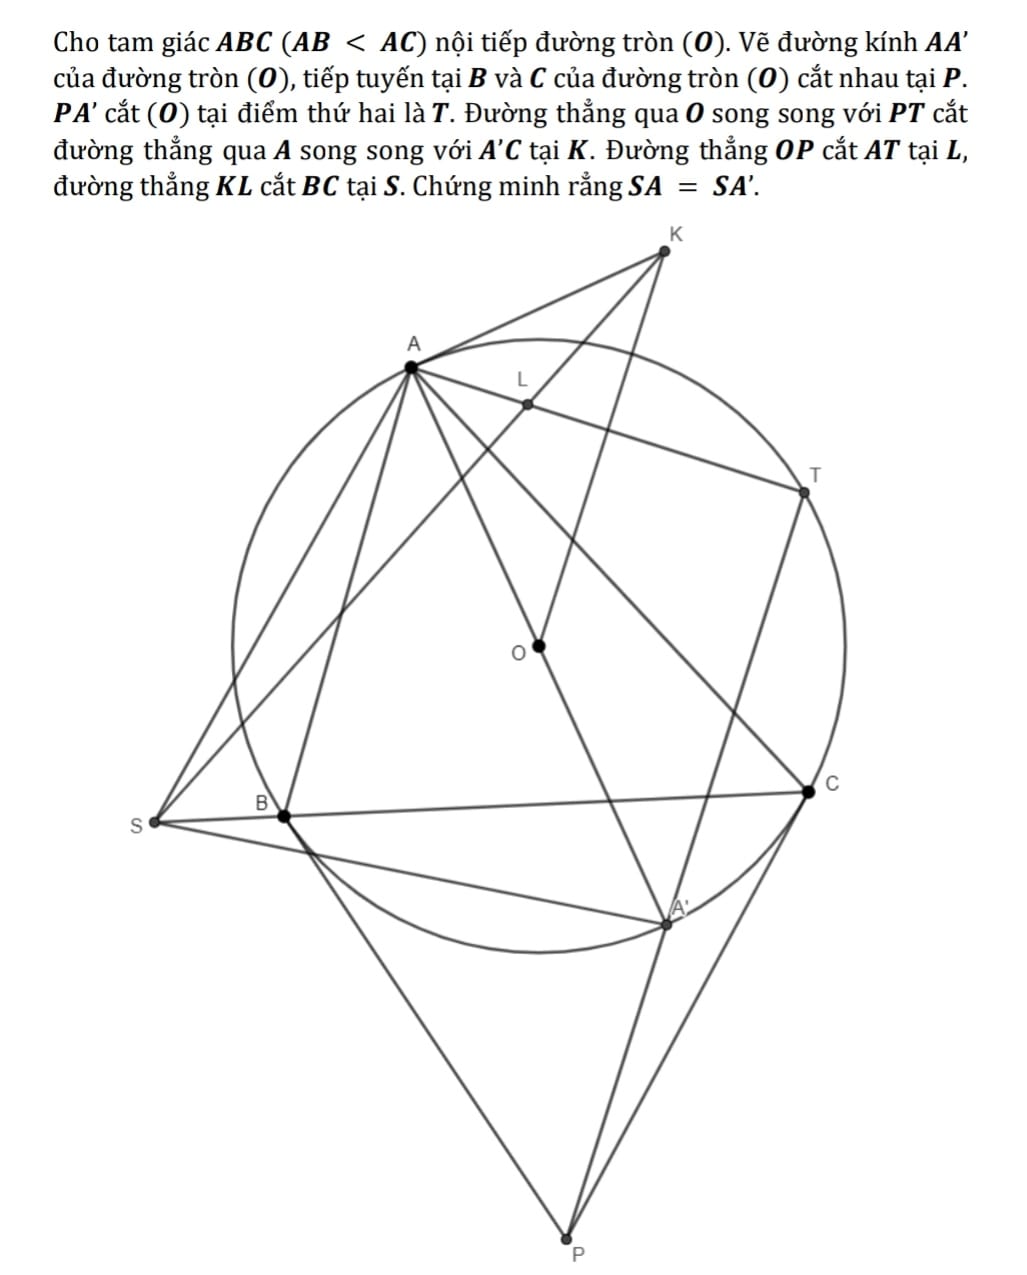 Cho tam giác ABC (AB < AC) nội tiếp đường tròn (O). Vẽ đường kính AA'
của đường tròn (O), tiếp tuyến tại B và C của đường tròn (O) cắt nhau tại P.
PA' cắt (O) tại điểm thứ hai là T. Đường thẳng qua O song song với PT cắt
đường thẳng qua A song song với A'C tại K. Đường thẳng OP cắt AT tại L,
đường thẳng KL cắt BC tại S. Chứng minh rằng SA = SA'.
K
A
L
T
O
C
B
S
A'
P